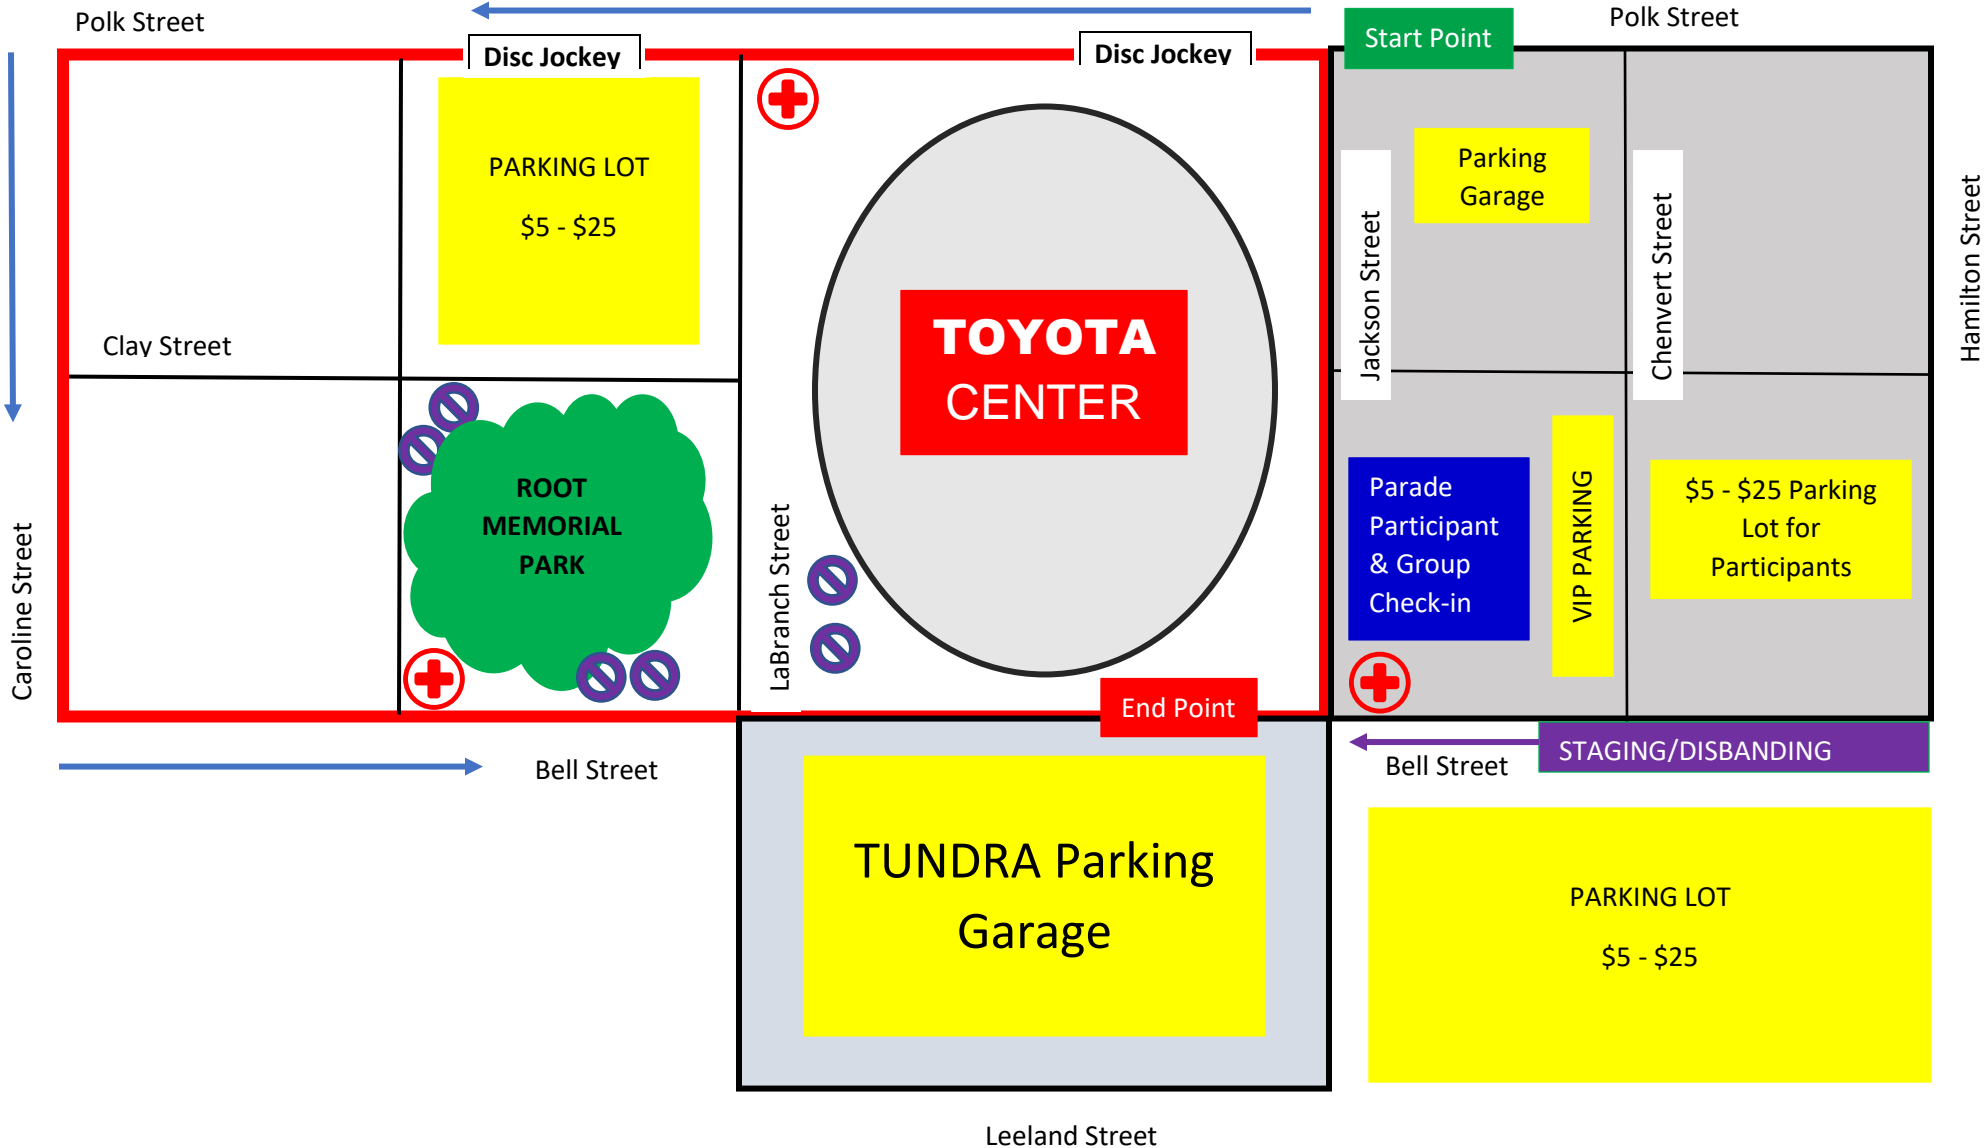 Polk Street
Polk Street
Start Point
Disc Jockey
Disc Jockey
PARKING LOT
$5 - $25
Parking
Garage
Jackson Street
Chenvert Street
Hamilton Street
TOYOTA
CENTER
Clay Street
ROOT
MEMORIAL
PARK
LaBranch Street
Parade
Participant
& Group
Check-in
VIP PARKING
$5 - $25 Parking
Lot for
Participants
Caroline Street
End Point
Bell Street
Bell Street
STAGING/DISBANDING
TUNDRA Parking
Garage
PARKING LOT
$5 - $25
Leeland Street